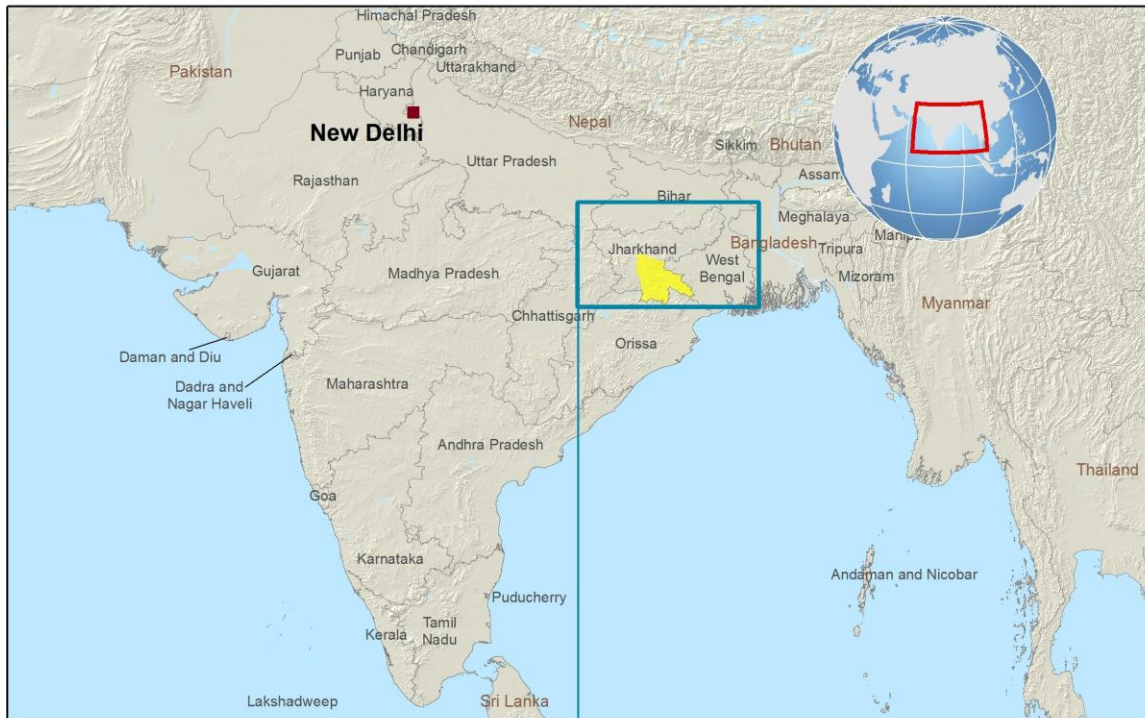 Himachal Pradesh
Punjab
Chandigarh
Uttarakhand
Pakistan
Haryana
New Delhi
Nepal
Sikkim
Bhutan
Uttar Pradesh
Assam
Rajasthan
Bihar
Meghalaya
Manip
Jharkhand
Bangladesh
Tripura
West
Bengal
Gujarat
Madhya Pradesh
Mizoram
Myanmar
Chhattisgarh
Orissa
Daman and Diu
Dadra and
Nagar Haveli
Maharashtra
Andhra Pradesh
Thailand
Goa
Karnataka
Andaman and Nicobar
Puducherry
Kerala
Tamil
Nadu
Lakshadweep
Sri Lanka